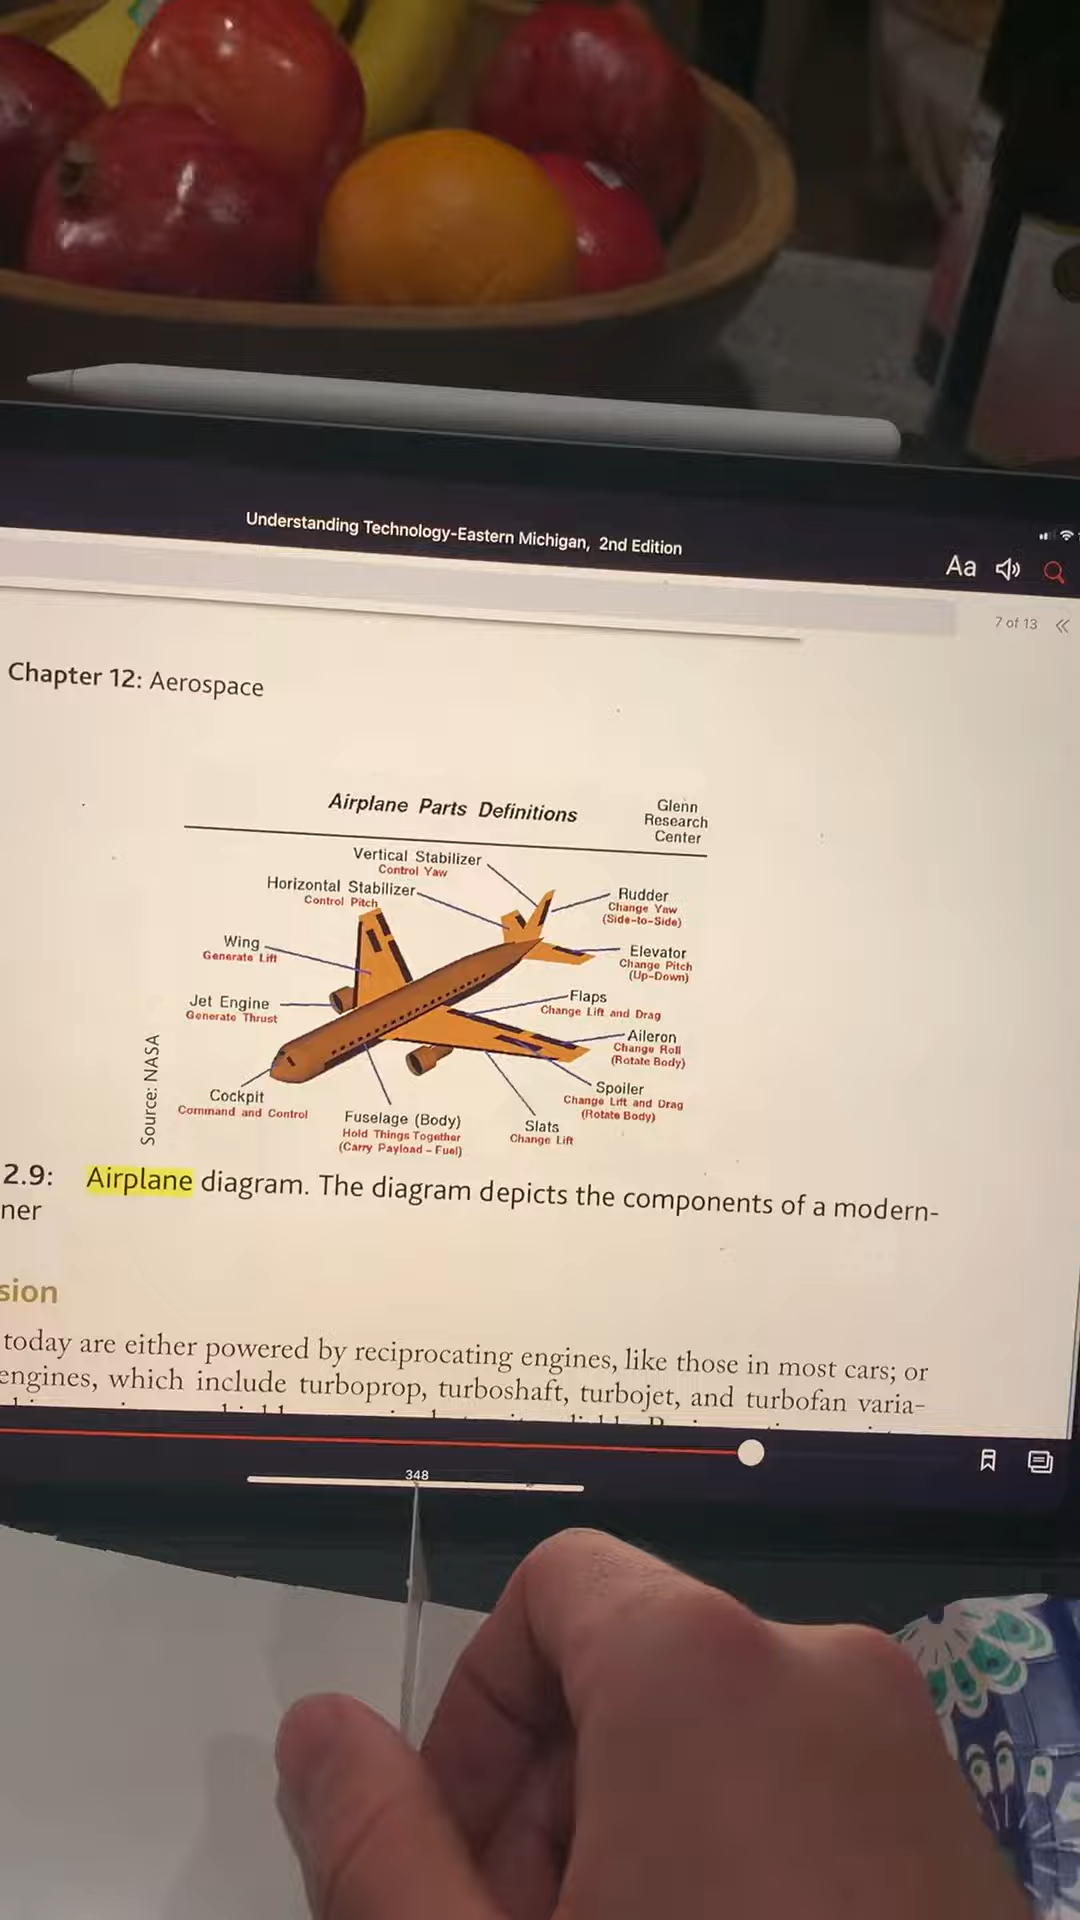 Understanding Technology-Eastern Michigan, 2nd Edition
Aa
7 of 13
Chapter 12: Aerospace
Airplane Parts Definitions
Glenn
Research
Center
Vertical Stabilizer
Control Yaw
Horizontal Stabilizer
Control Pitch
Rudder
Change Yaw
(Side-to-Side)
Wing
Generate Lift
Elevator
Change Pitch
(Up-Down)
Jet Engine
Generate Thrust
Flaps
Change Lift and Drag
Aileron
Change Roll
(Rotate Body)
Cockpit
Command and Control
Fuselage (Body)
Hold Things Together
(Carry Payload - Fuel)
Slats
Change Lift
Spoiler
Change Lift and Drag
(Rotate Body)
Source: NASA
2.9: Airplane diagram. The diagram depicts the components of a modern-
ner
sion
today are either powered by reciprocating engines, like those in most cars; or
engines, which include turboprop, turboshaft, turbojet, and turbofan varia-
348